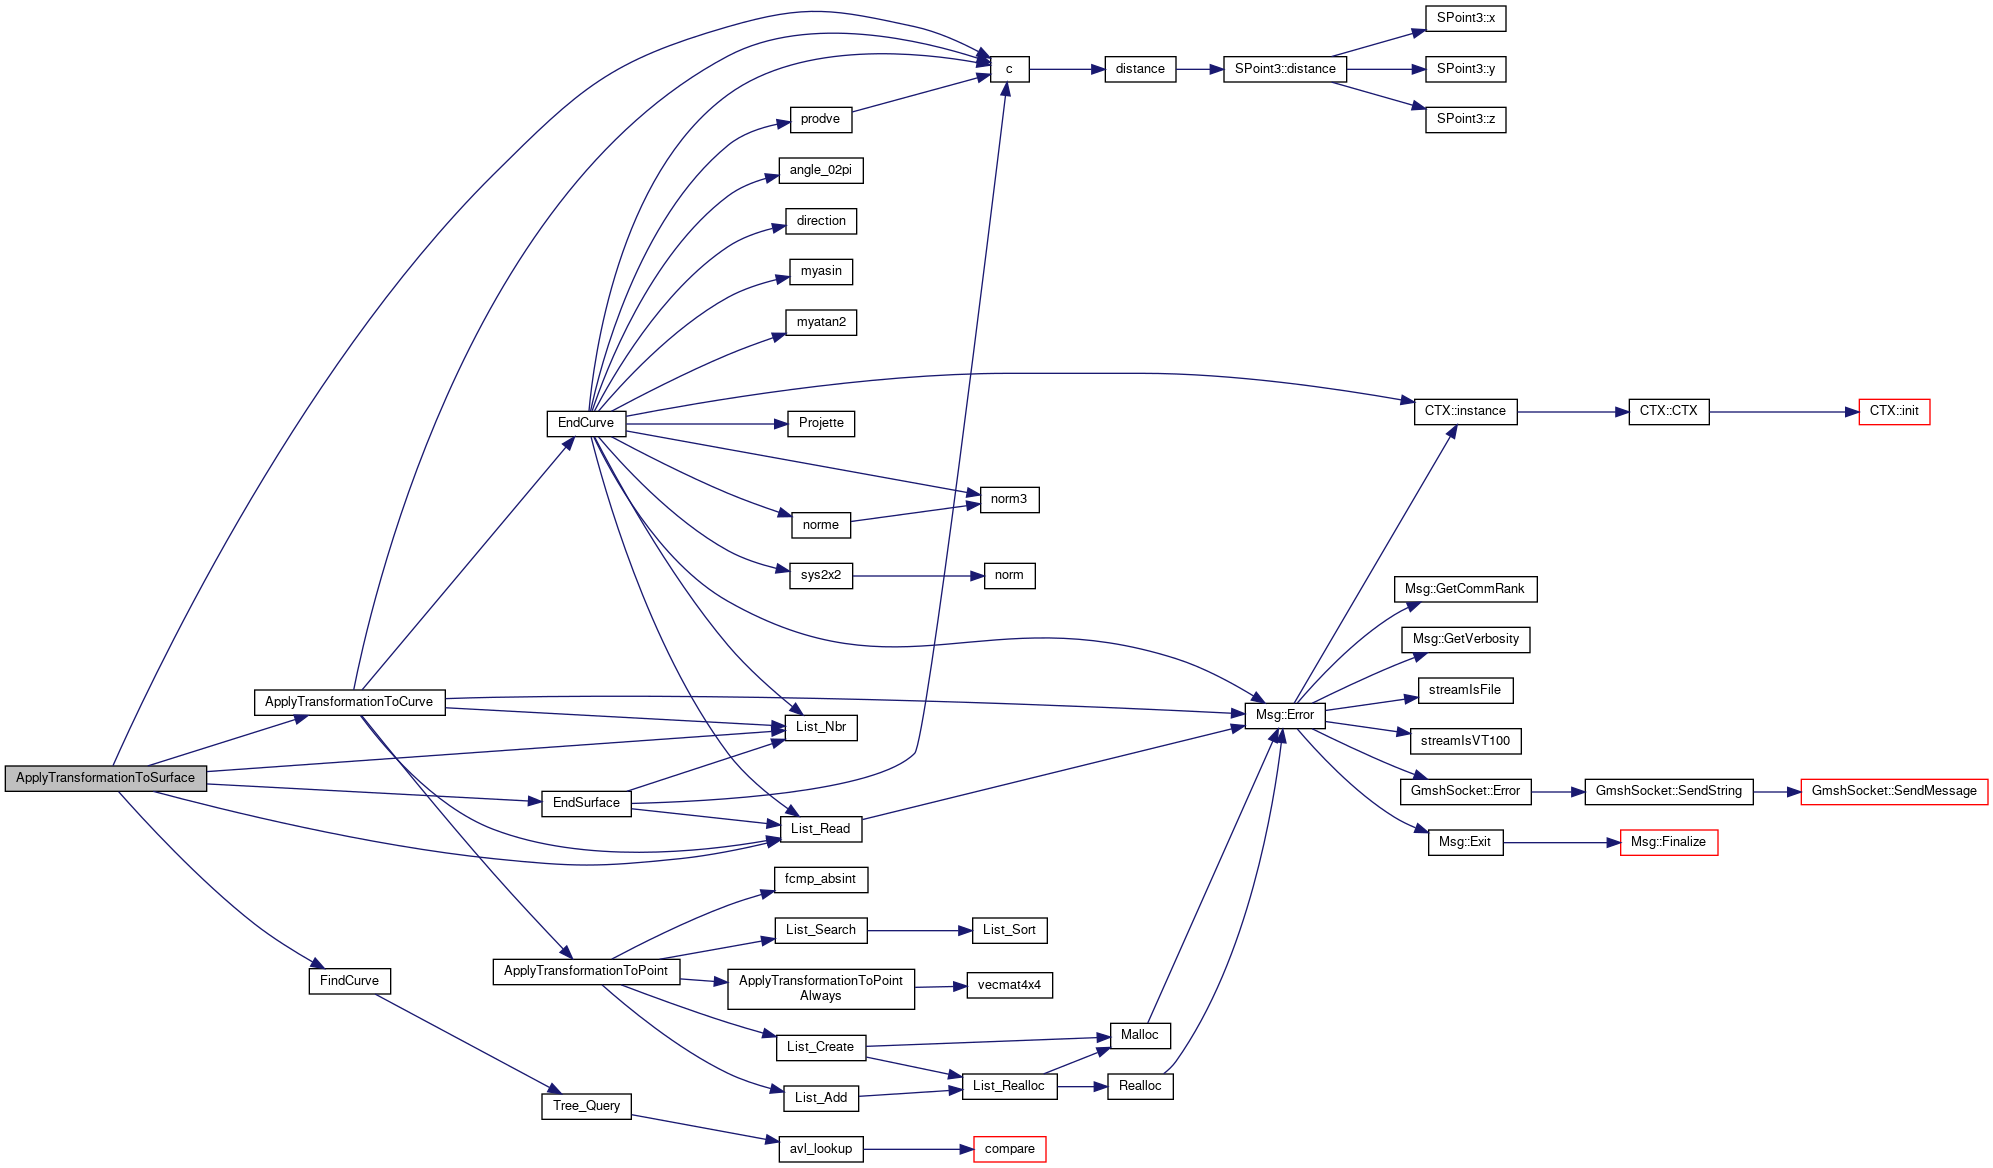 SPoint3::x
c
distance
SPoint3::distance
SPoint3::y
prodve
SPoint3::z
angle_02pi
direction
myasin
myatan2
EndCurve
Projette
CTX::instance
CTX::CTX
CTX::init
norm3
norme
sys2x2
norm
Msg::GetCommRank
Msg::GetVerbosity
streamIsFile
ApplyTransformationToCurve
Msg::Error
List_Nbr
streamIsVT100
ApplyTransformationToSurface
EndSurface
GmshSocket::Error
GmshSocket::SendString
GmshSocket::SendMessage
List_Read
Msg::Exit
Msg::Finalize
fcmp_absint
List_Search
List_Sort
ApplyTransformationToPoint
FindCurve
ApplyTransformationToPoint
Always
vecmat4x4
List_Create
Malloc
List_Realloc
Realloc
List_Add
Tree_Query
avl_lookup
compare